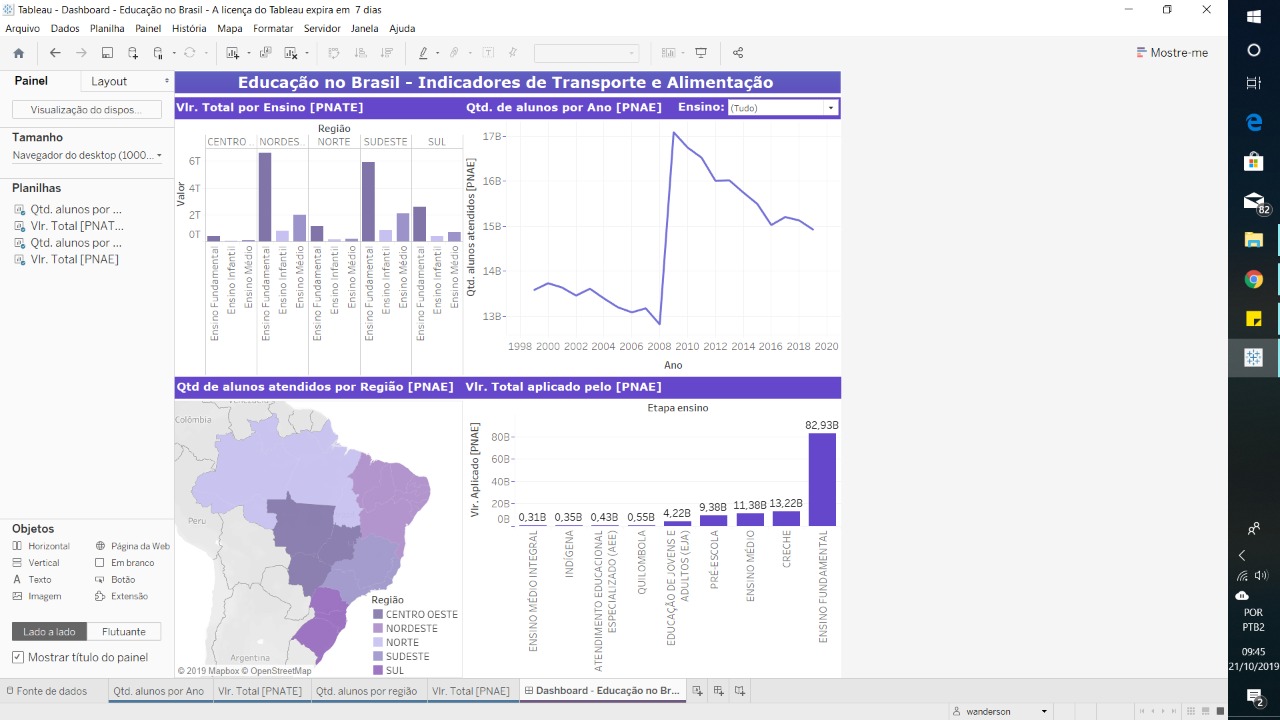 Tableau - Dashboard - Educação no Brasil - A licença do Tableau expira em  7 dias
Arquivo Dados Planilha Painel História Mapa Formatar Servidor Janela Ajuda
Mostre-me
Painel Layout
Visualização do dispos...
Tamanho
Navegador do desktop (1000...
Planilhas
Qtd. alunos por ...
Vlr. Total [PNAT...
Qtd. alunos por ...
Vlr. Total [PNAE]
Objetos
Horizontal Página da Web
Vertical Em branco
Texto Botão
Imagem Extensão
Lado a lado Flutuante
Mostrar título do painel
Educação no Brasil - Indicadores de Transporte e Alimentação
Vlr. Total por Ensino [PNATE]
Região
CENTRO .. NORDES.. NORTE SUDESTE SUL
Valor
6T
4T
2T
0T
Ensino Fundamental
Ensino Infantil
Ensino Médio
Ensino Fundamental
Ensino Infantil
Ensino Médio
Ensino Fundamental
Ensino Infantil
Ensino Médio
Ensino Fundamental
Ensino Infantil
Ensino Médio
Ensino Fundamental
Ensino Infantil
Ensino Médio
Qtd. de alunos por Ano [PNAE] Ensino: (Tudo)
Qtd. alunos atendidos [PNAE]
17B
16B
15B
14B
13B
1998 2000 2002 2004 2006 2008 2010 2012 2014 2016 2018 2020
Ano
Qtd de alunos atendidos por Região [PNAE]
Colômbia
Venezuela
Peru
Argentina
Região
CENTRO OESTE
NORDESTE
NORTE
SUDESTE
SUL
© 2019 Mapbox © OpenStreetMap
Vlr. Total aplicado pelo [PNAE]
Etapa ensino
Vlr. Aplicado [PNAE]
80B
60B
40B
20B
0B
0,31B 0,35B 0,43B 0,55B 4,22B 9,38B 11,38B 13,22B 82,93B
ENSINO MÉDIO INTEGRAL
INDÍGENA
ATENDIMENTO EDUCACIONAL
ESPECIALIZADO (AEE)
QUILOMBOLA
EDUCAÇÃO DE JOVENS E
ADULTOS (EJA)
PRÉ-ESCOLA
ENSINO MÉDIO
CRECHE
ENSINO FUNDAMENTAL
Fonte de dados Qtd. alunos por Ano Vlr. Total [PNATE] Qtd. alunos por região Vlr. Total [PNAE] Dashboard - Educação no Br...
wanderson
82
POR
PTB2
09:45
21/10/2019
2